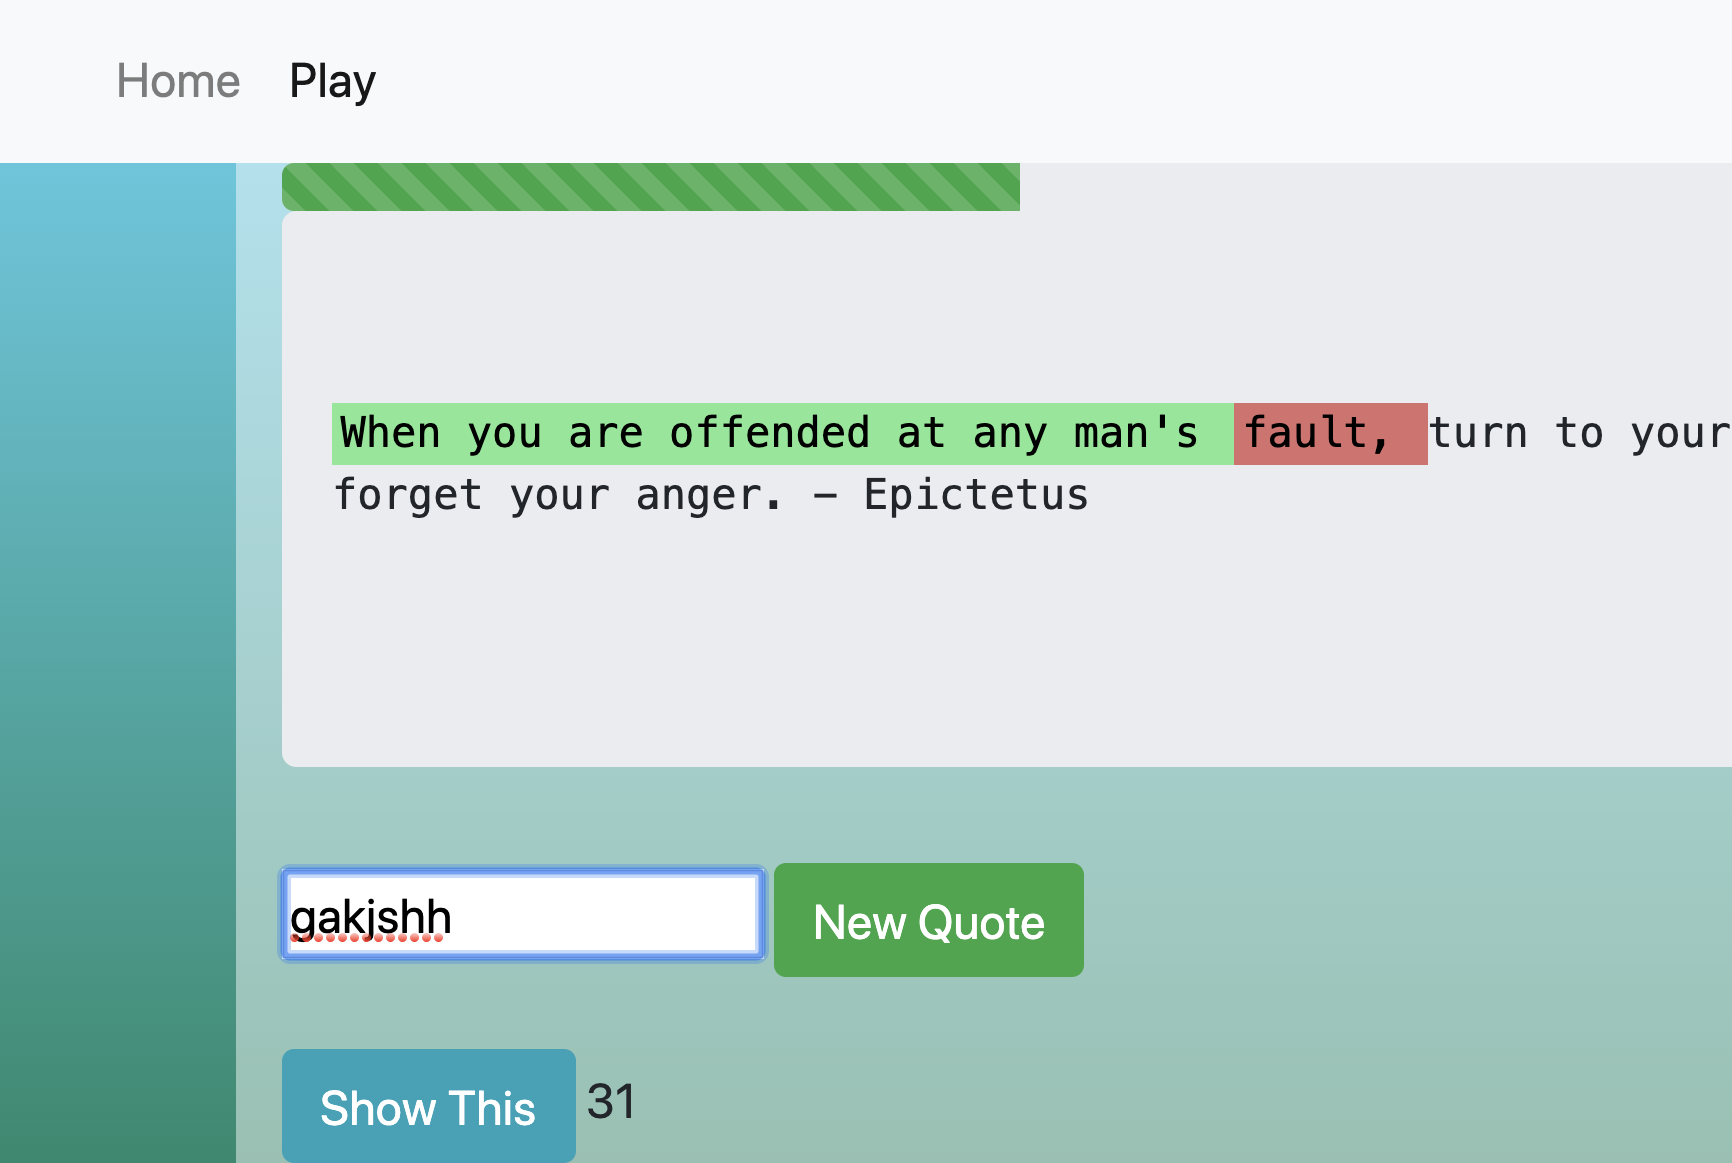 Home Play
When you are offended at any man's fault, turn to your
forget your anger. – Epictetus
gakjshh
New Quote
Show This 31